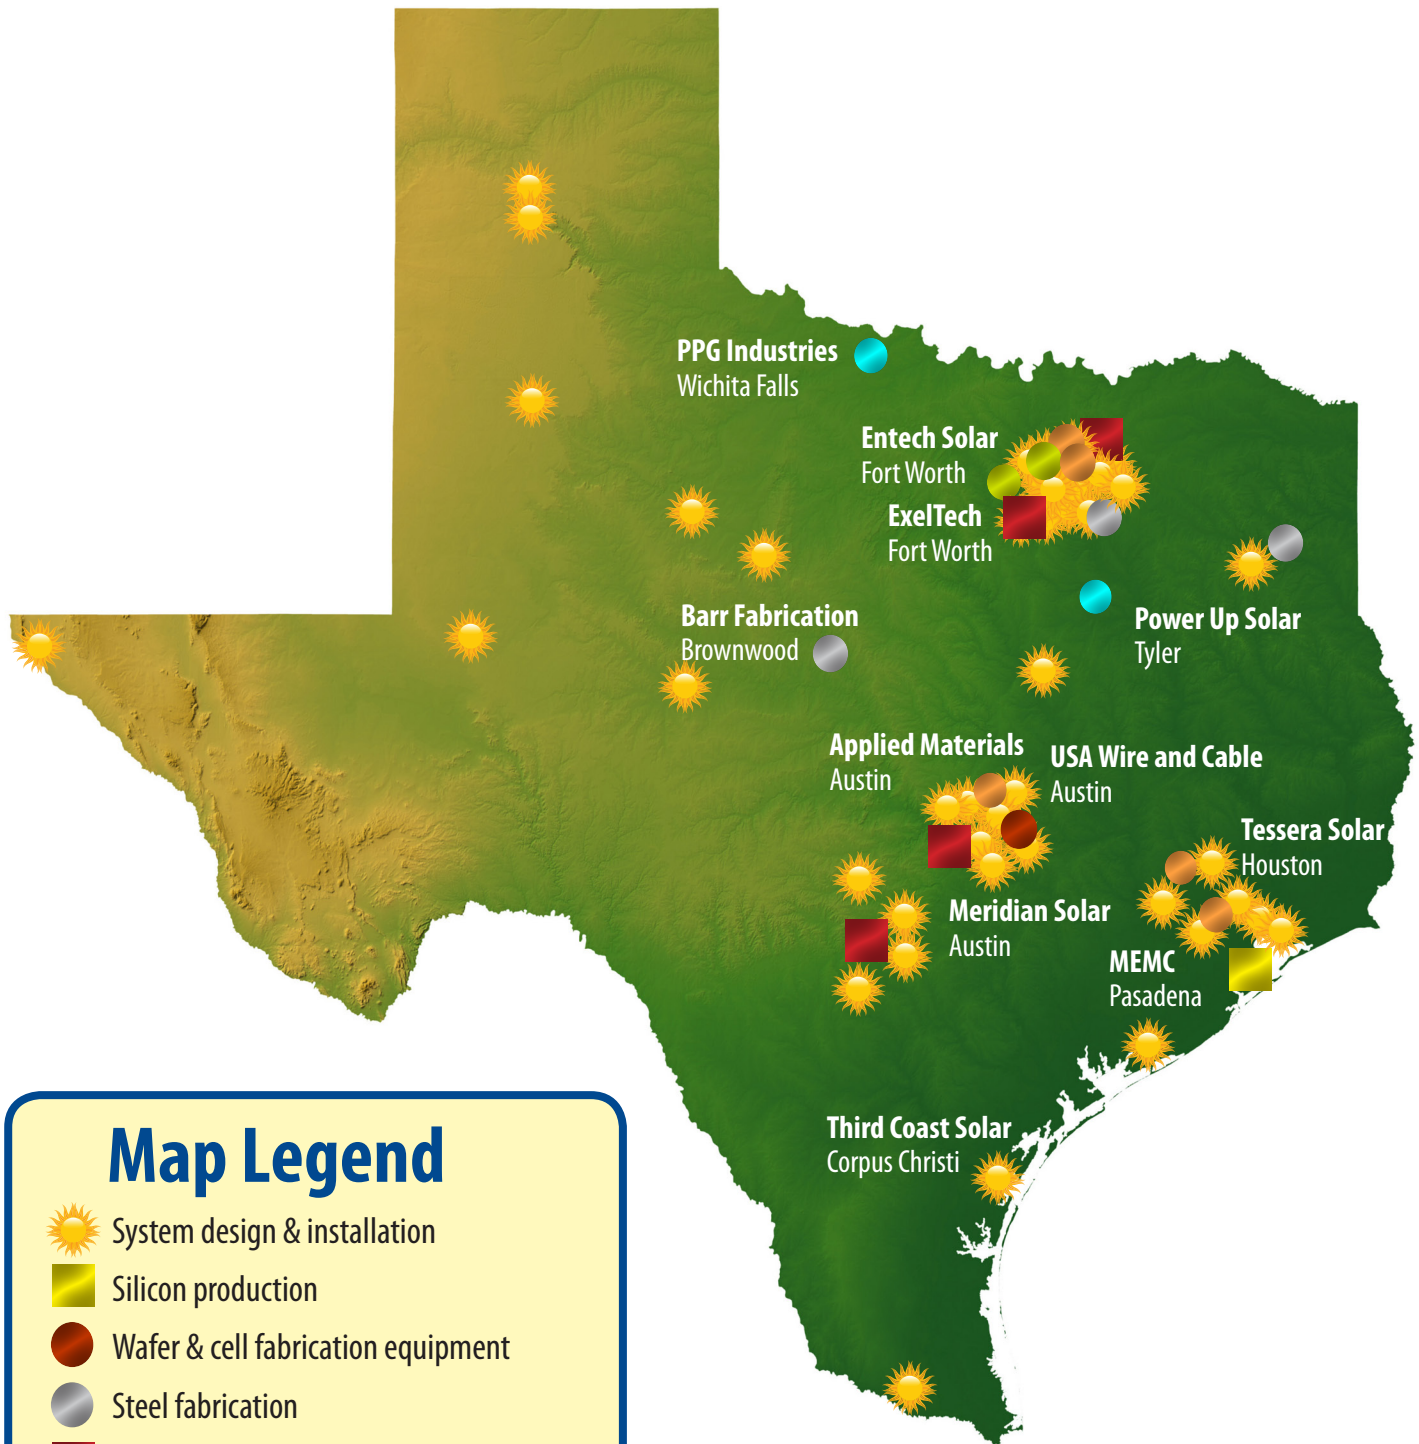 PPG Industries
Wichita Falls
Entech Solar
Fort Worth
ExelTech
Fort Worth
Barr Fabrication
Brownwood
Power Up Solar
Tyler
Applied Materials
Austin
USA Wire and Cable
Austin
Tessera Solar
Houston
Meridian Solar
Austin
MEMC
Pasadena
Third Coast Solar
Corpus Christi
Map Legend
System design & installation
Silicon production
Wafer & cell fabrication equipment
Steel fabrication